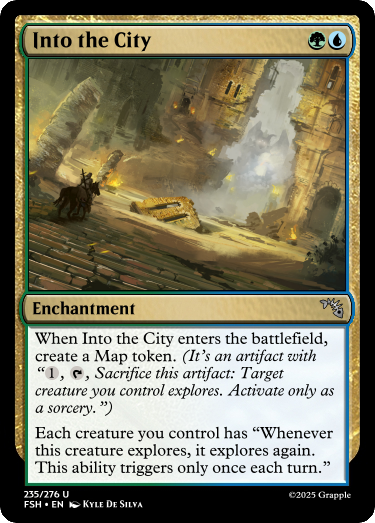 Into the City
Enchantment
When Into the City enters the battlefield,
create a Map token. (It's an artifact with
“1, , Sacrifice this artifact: Target
creature you control explores. Activate only as
a sorcery.”)
Each creature you control has “Whenever
this creature explores, it explores again.
This ability triggers only once each turn.”
235/276 U
FSH • EN Kyle De Silva
©2025 Grapple